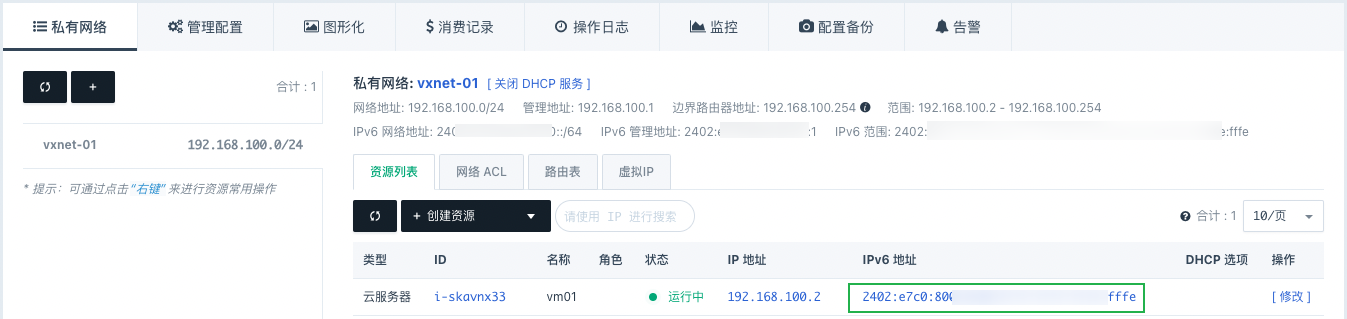 私有网络 管理配置 图形化 消费记录 操作日志 监控 配置备份 告警
合计 : 1
vxnet-01 192.168.100.0/24
* 提示：可通过点击“右键”来进行资源常用操作
私有网络: vxnet-01 [ 关闭 DHCP 服务 ]
网络地址: 192.168.100.0/24 管理地址: 192.168.100.1 边界路由器地址: 192.168.100.254 范围: 192.168.100.2 - 192.168.100.254
IPv6 网络地址: 240 0::/64 IPv6 管理地址: 2402:e :1 IPv6 范围: 2402: e:fffe
资源列表 网络 ACL 路由表 虚拟IP
+ 创建资源 请使用 IP 进行搜索 合计 : 1 10/页
类型 ID 名称 角色 状态 IP 地址 IPv6 地址 DHCP 选项 操作
云服务器 i-skavnx33 vm01 运行中 192.168.100.2 2402:e7c0:80 fffe [ 修改 ]